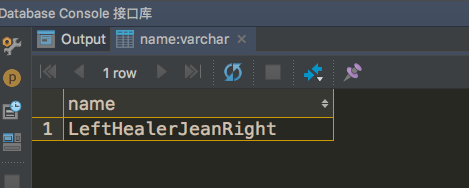 Database Console 接口库
Output name:varchar
1 row
name
1 LeftHealerJeanRight